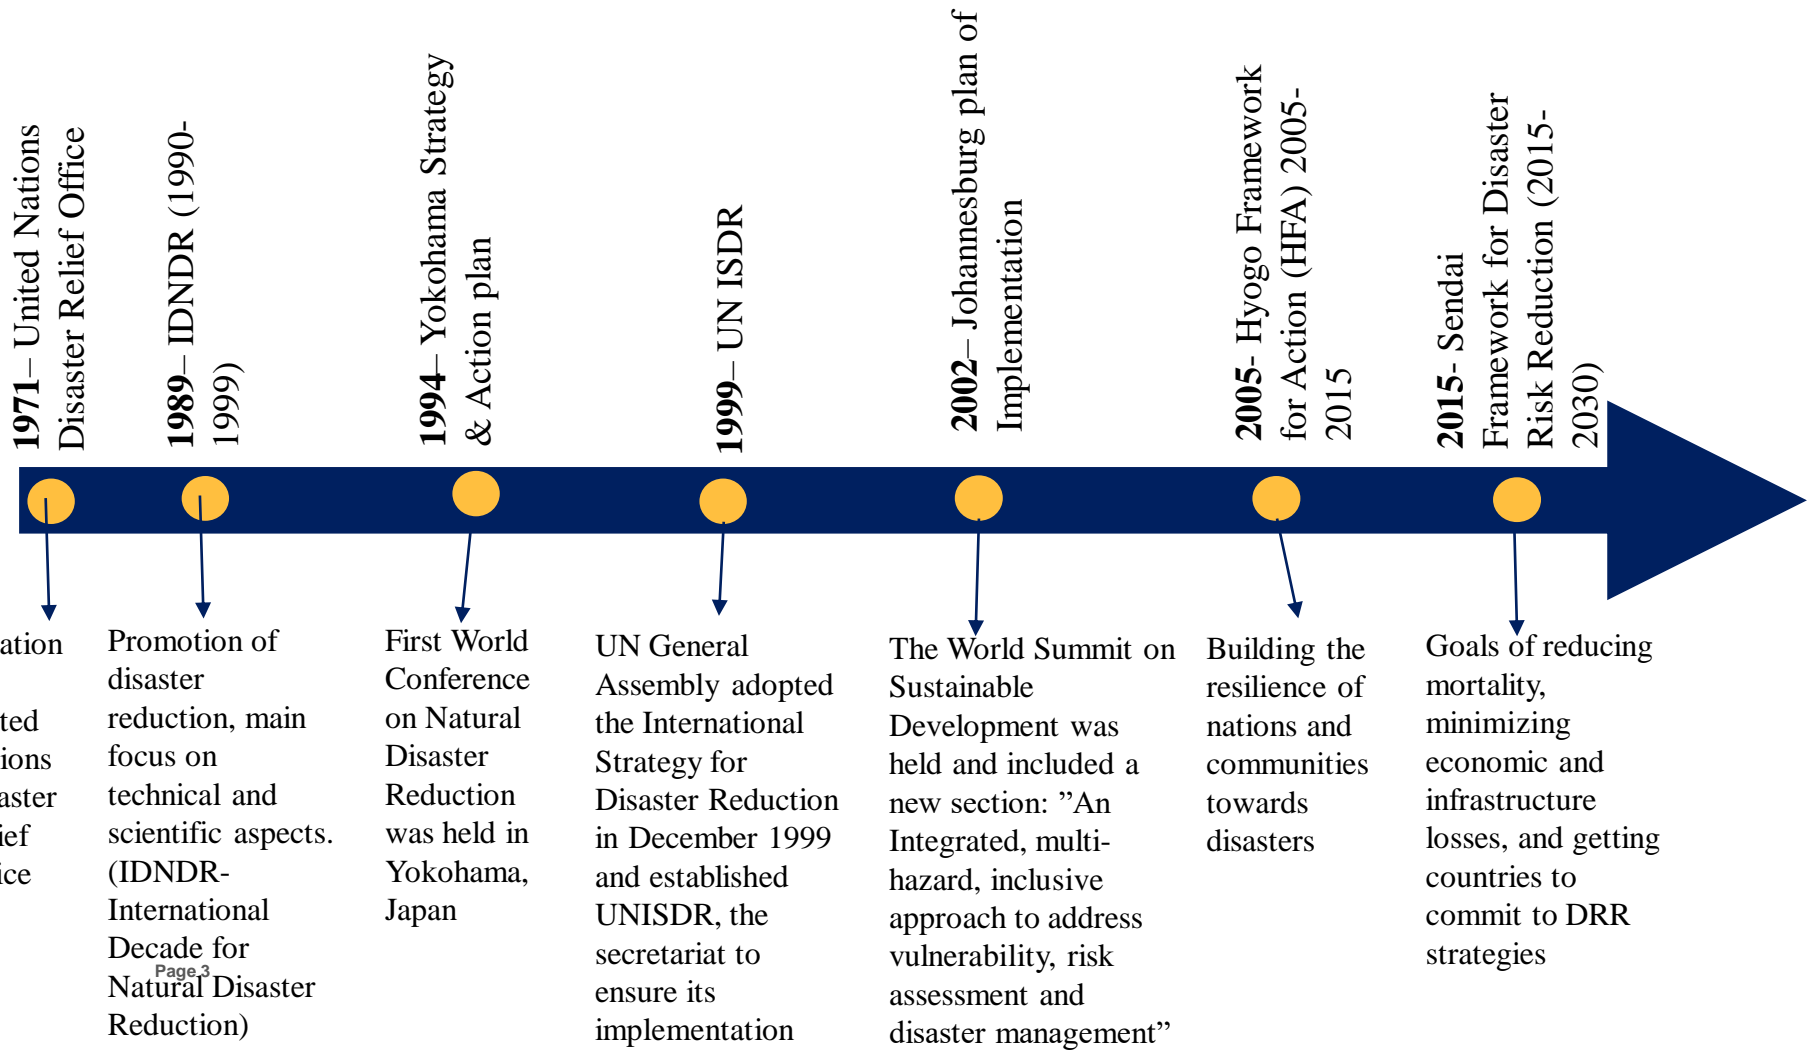 1971– United Nations
Disaster Relief Office
1989– IDNDR (1990-
1999)
1994– Yokohama Strategy
& Action plan
1999– UN ISDR
2002– Johannesburg plan of
Implementation
2005- Hyogo Framework
for Action (HFA) 2005-
2015
2015- Sendai
Framework for Disaster
Risk Reduction (2015-
2030)
Promotion of
disaster
reduction, main
focus on
technical and
scientific aspects.
(IDNDR-
International
Decade for
Natural Disaster
Reduction)
Page 3
First World
Conference
on Natural
Disaster
Reduction
was held in
Yokohama,
Japan
UN General
Assembly adopted
the International
Strategy for
Disaster Reduction
in December 1999
and established
UNISDR, the
secretariat to
ensure its
implementation
The World Summit on
Sustainable
Development was
held and included a
new section: ”An
Integrated, multi-
hazard, inclusive
approach to address
vulnerability, risk
assessment and
disaster management”
Building the
resilience of
nations and
communities
towards
disasters
Goals of reducing
mortality,
minimizing
economic and
infrastructure
losses, and getting
countries to
commit to DRR
strategies